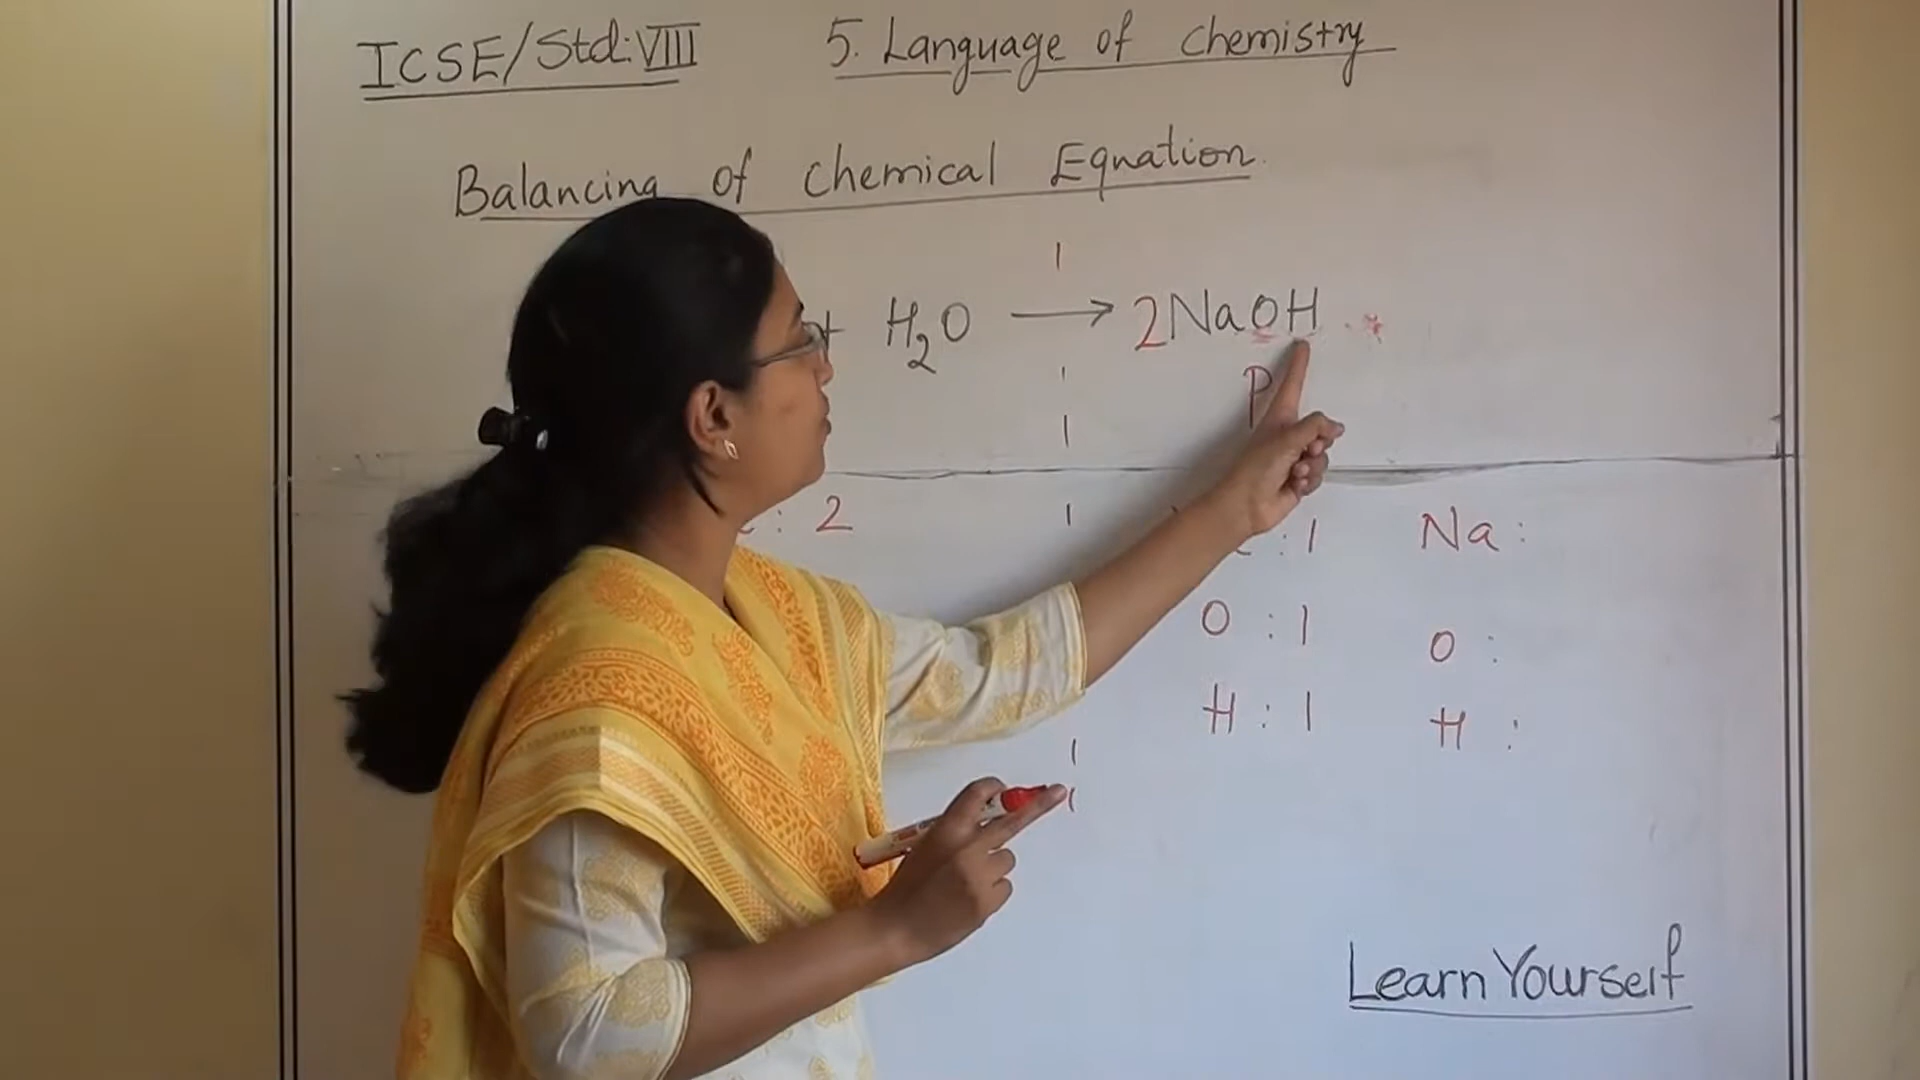 ICSE/Std:VIII 5. Language of Chemistry
Balancing of Chemical Equation
+ H₂O → 2NaOH
P
: 2
: 1 Na :
O : 1 O :
H : 1 H :
Learn Yourself